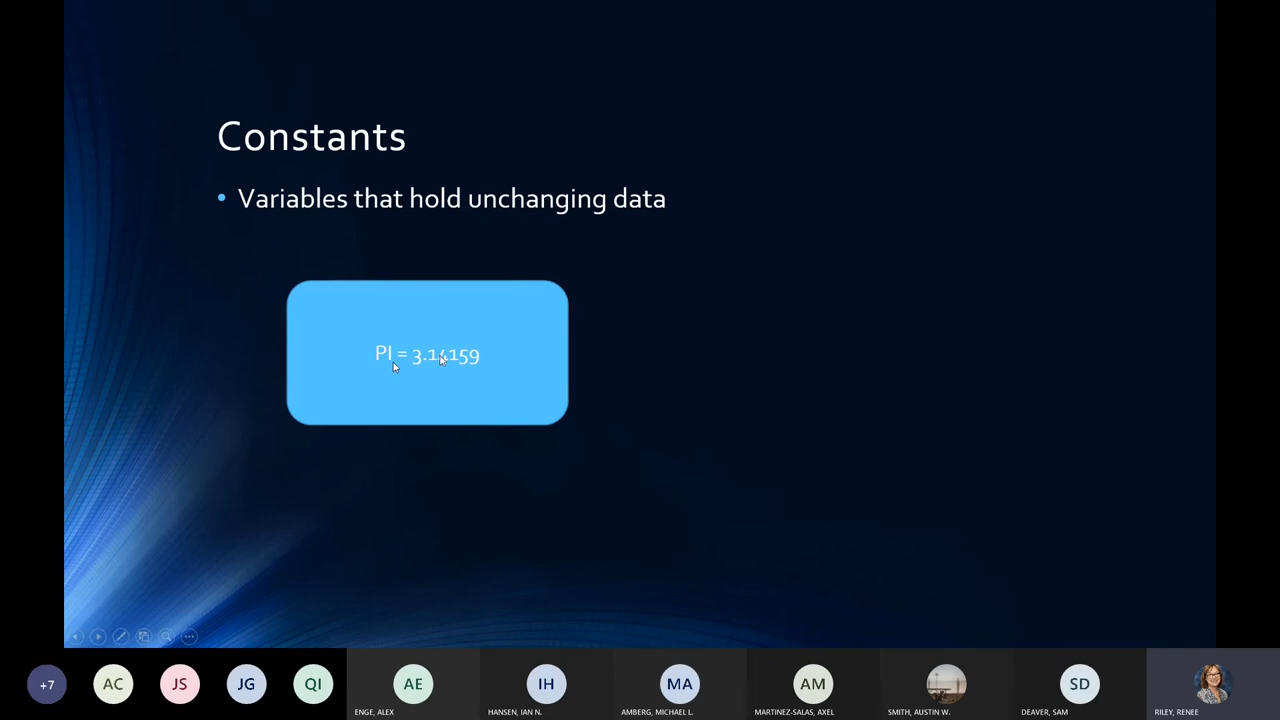 Constants
• Variables that hold unchanging data
PI = 3.14159
+7
AC
JS
JG
QI
AE
IH
MA
AM
SD
ENGE, ALEX
HANSEN, IAN N.
AMBERG, MICHAEL L.
MARTINEZ-SALAS, AXEL
SMITH, AUSTIN W.
DEAVER, SAM
RILEY, RENEE